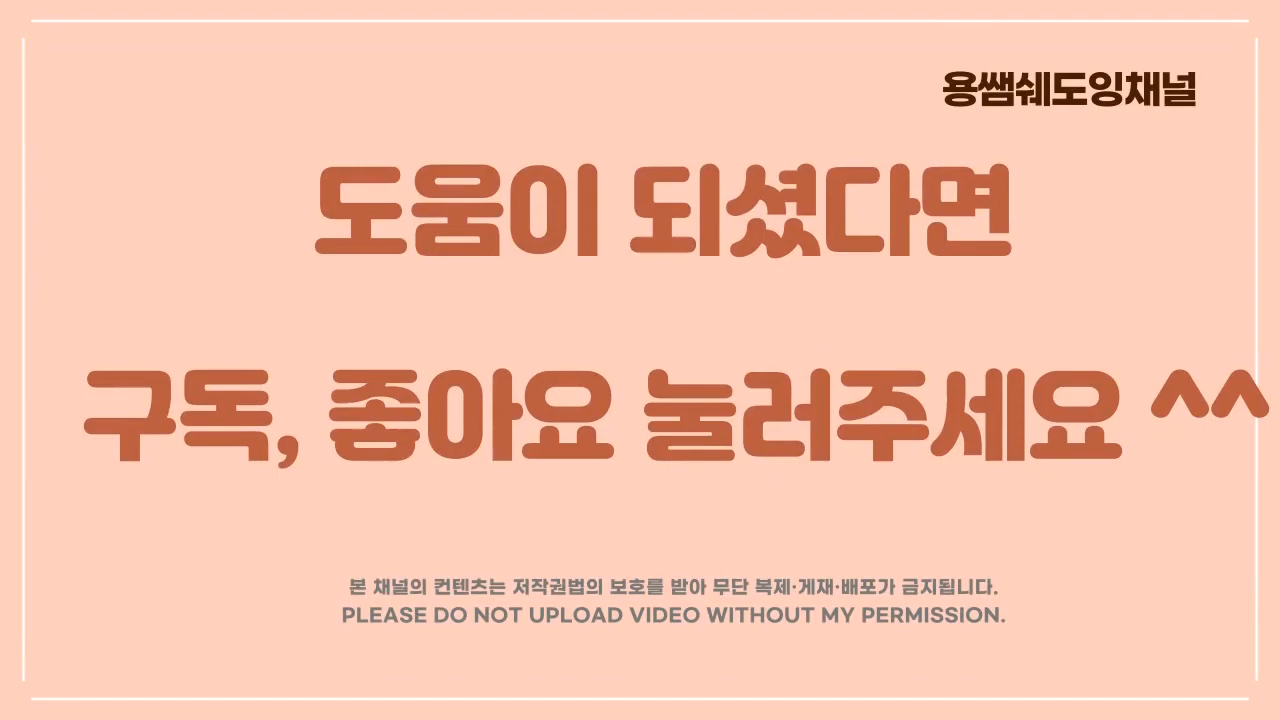 용쌤쉐도잉채널
도움이 되셨다면
구독, 좋아요 눌러주세요 ^^
본 채널의 컨텐츠는 저작권법의 보호를 받아 무단 복제·게재·배포가 금지됩니다.
PLEASE DO NOT UPLOAD VIDEO WITHOUT MY PERMISSION.